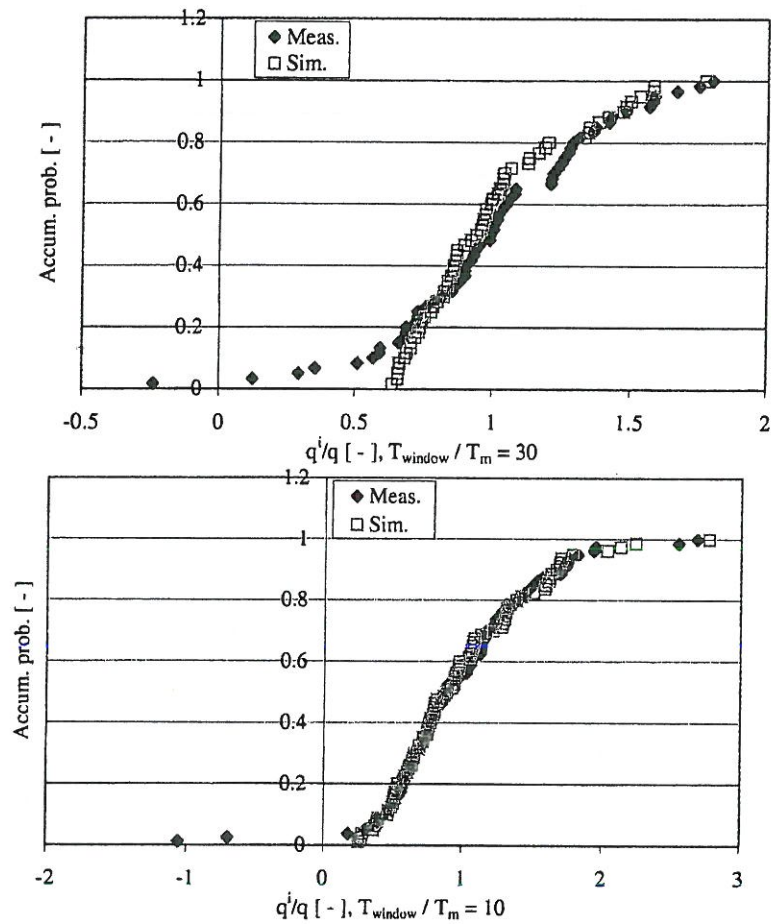 1.2
Meas.
Sim.
1
0.8
0.6
0.4
0.2
0
Accum. prob. [ - ]
-0.5 0 0.5 1 1.5 2
q^i/q [ - ], T_window / T_m = 30
1.2
Meas.
Sim.
1
0.8
0.6
0.4
0.2
0
Accum. prob. [ - ]
-2 -1 0 1 2 3
q^i/q [ - ], T_window / T_m = 10